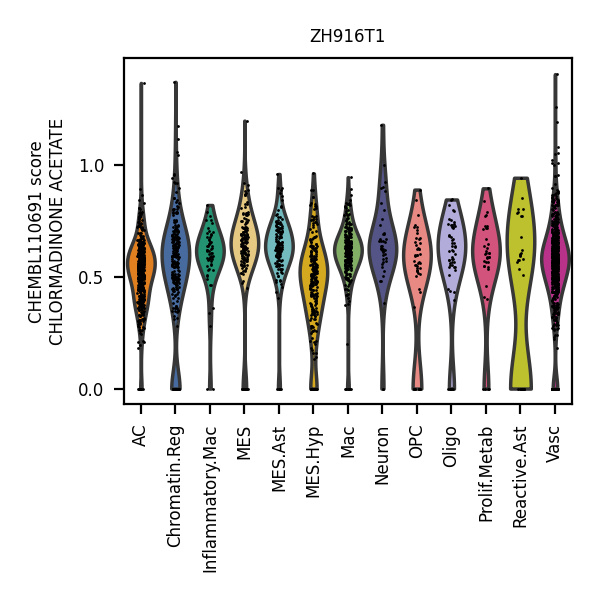 ZH916T1
CHEMBL110691 score
CHLORMADINONE ACETATE
1.0
0.5
0.0
AC
Chromatin.Reg
Inflammatory.Mac
MES
MES.Ast
MES.Hyp
Mac
Neuron
OPC
Oligo
Prolif.Metab
Reactive.Ast
Vasc